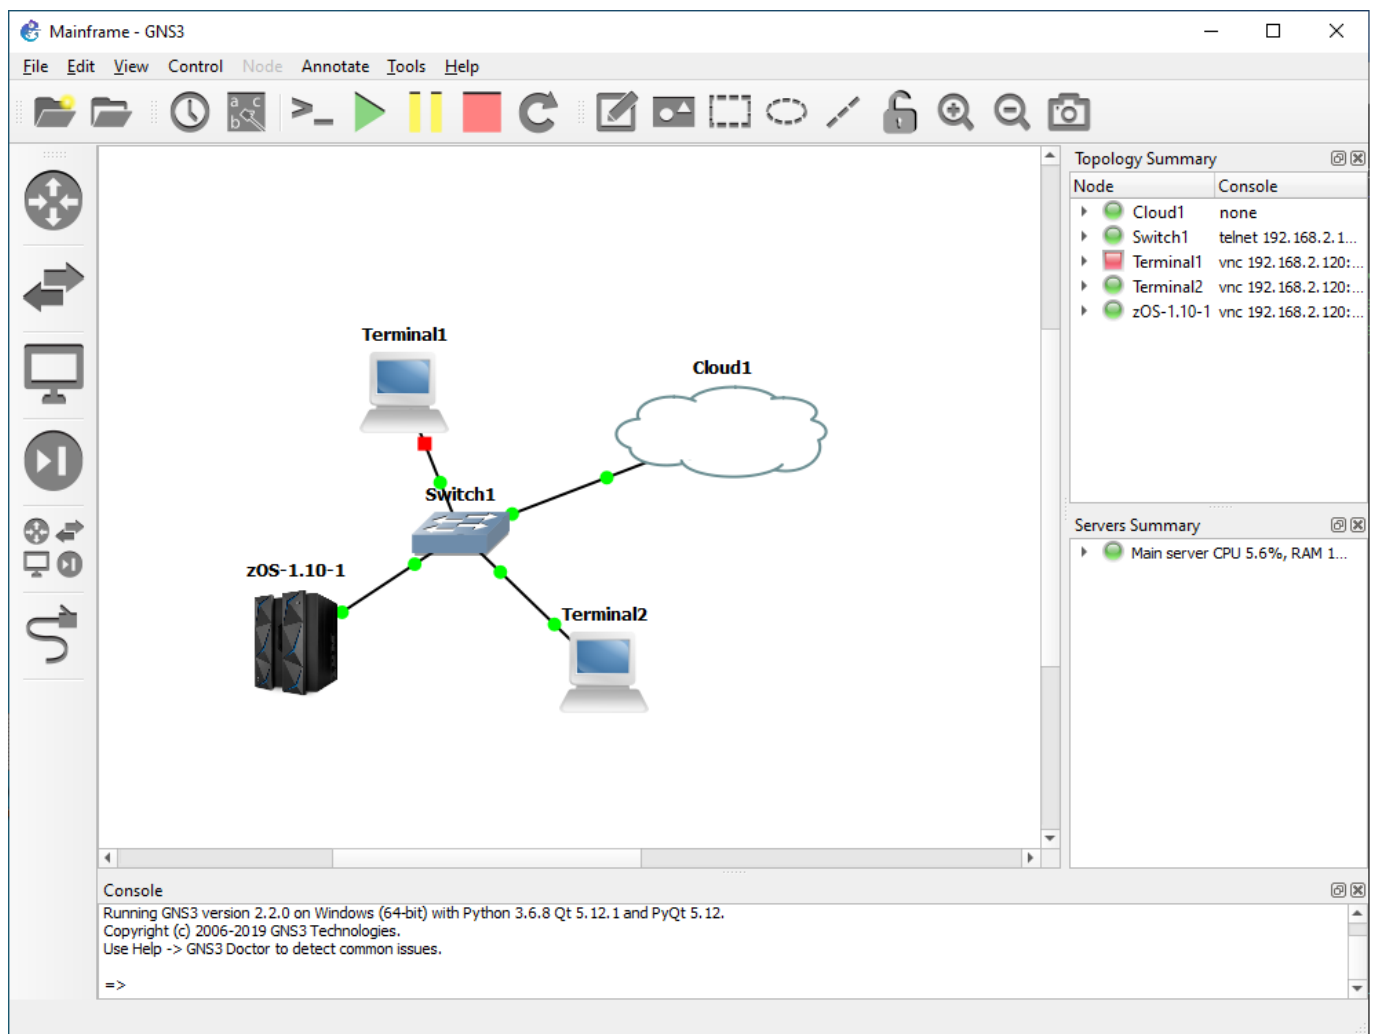 Mainframe - GNS3
File Edit View Control Node Annotate Tools Help
a c
b
>_
Topology Summary
Node Console
Cloud1 none
Switch1 telnet 192.168.2.1...
Terminal1 vnc 192.168.2.120:...
Terminal2 vnc 192.168.2.120:...
zOS-1.10-1 vnc 192.168.2.120:...
Terminal1
Cloud1
Switch1
zOS-1.10-1
Terminal2
Servers Summary
Main server CPU 5.6%, RAM 1...
Console
Running GNS3 version 2.2.0 on Windows (64-bit) with Python 3.6.8 Qt 5.12.1 and PyQt 5.12.
Copyright (c) 2006-2019 GNS3 Technologies.
Use Help -> GNS3 Doctor to detect common issues.
=>